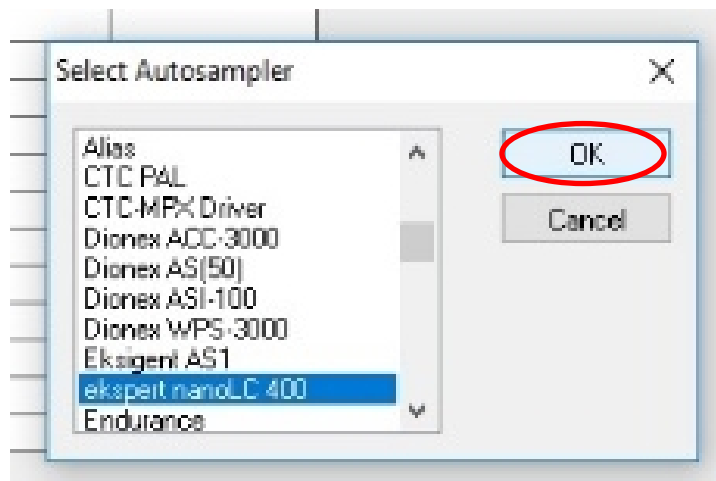 Select Autosampler
Alias
CTC PAL
CTC-MPX Driver
Dionex ACC-3000
Dionex AS(50)
Dionex ASI-100
Dionex WPS-3000
Eksigent AS1
ekspert nanoLC 400
Endurance
OK
Cancel